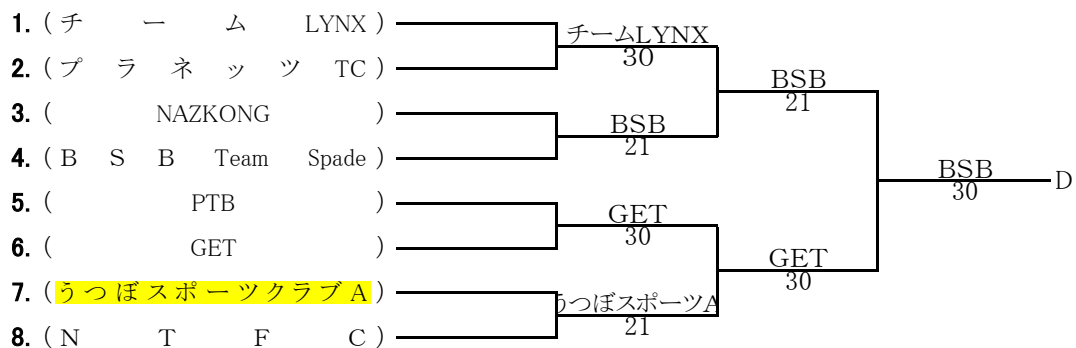 1. (チーム LYNX)
2. (プラネッツ TC)
3. (NAZKONG)
4. (BSB Team Spade)
5. (PTB)
6. (GET)
7. (うつぼスポーツクラブA)
8. (NTFC)
チームLYNX
30
BSB
21
GET
30
うつぼスポーツA
21
BSB
21
GET
30
BSB
30
D